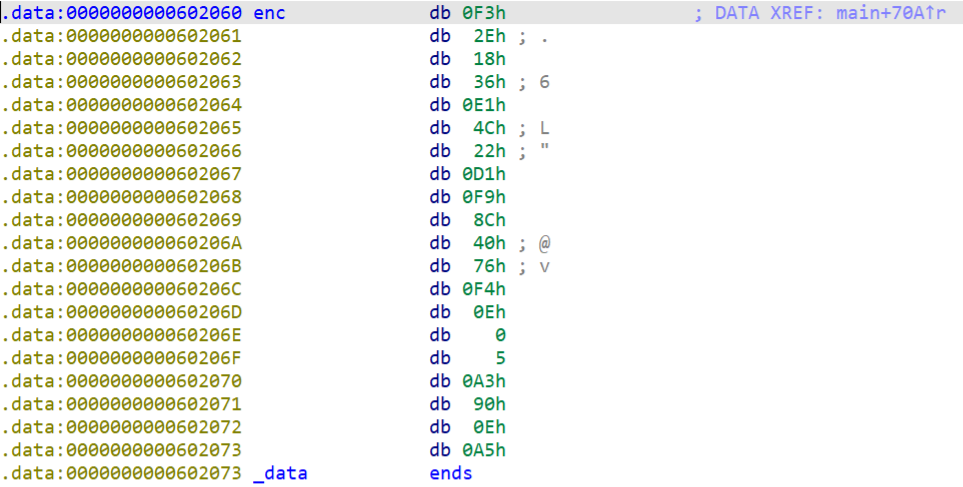 .data:0000000000602060 enc db 0F3h ; DATA XREF: main+70A↑r
.data:0000000000602061 db 2Eh ; .
.data:0000000000602062 db 18h
.data:0000000000602063 db 36h ; 6
.data:0000000000602064 db 0E1h
.data:0000000000602065 db 4Ch ; L
.data:0000000000602066 db 22h ; "
.data:0000000000602067 db 0D1h
.data:0000000000602068 db 0F9h
.data:0000000000602069 db 8Ch
.data:000000000060206A db 40h ; @
.data:000000000060206B db 76h ; v
.data:000000000060206C db 0F4h
.data:000000000060206D db 0Eh
.data:000000000060206E db 0
.data:000000000060206F db 5
.data:0000000000602070 db 0A3h
.data:0000000000602071 db 90h
.data:0000000000602072 db 0Eh
.data:0000000000602073 db 0A5h
.data:0000000000602073 _data ends